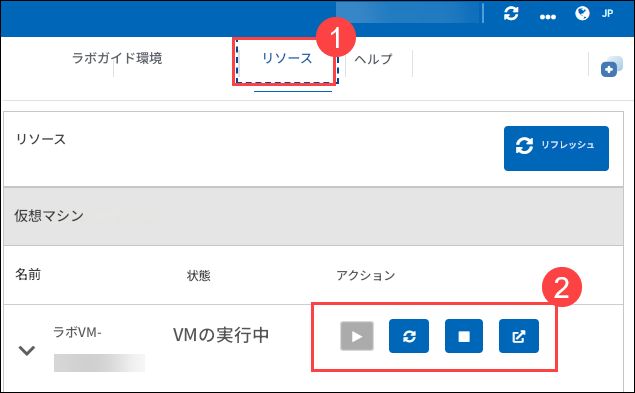 JP
1
ラボガイド環境 リソース ヘルプ
リソース
リフレッシュ
仮想マシン
名前 状態 アクション
2
ラボVM- VMの実行中